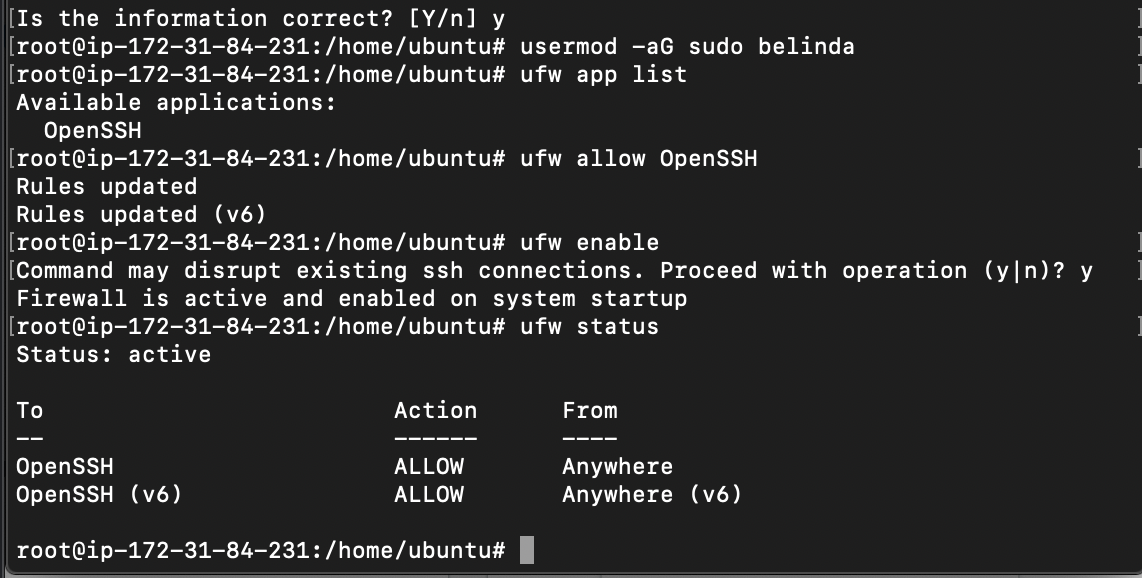 [Is the information correct? [Y/n] y ]
[root@ip-172-31-84-231:/home/ubuntu# usermod -aG sudo belinda ]
[root@ip-172-31-84-231:/home/ubuntu# ufw app list ]
Available applications:
  OpenSSH
[root@ip-172-31-84-231:/home/ubuntu# ufw allow OpenSSH ]
Rules updated
Rules updated (v6)
[root@ip-172-31-84-231:/home/ubuntu# ufw enable ]
[Command may disrupt existing ssh connections. Proceed with operation (y|n)? y ]
Firewall is active and enabled on system startup
[root@ip-172-31-84-231:/home/ubuntu# ufw status ]
Status: active
To                         Action      From
--                         ------      ----
OpenSSH                    ALLOW       Anywhere
OpenSSH (v6)               ALLOW       Anywhere (v6)
root@ip-172-31-84-231:/home/ubuntu#